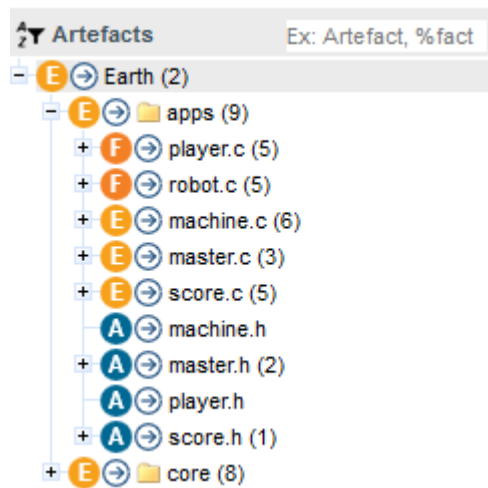 A Z Artefacts Ex: Artefact, %fact
E Earth (2)
E apps (9)
F player.c (5)
F robot.c (5)
E machine.c (6)
E master.c (3)
E score.c (5)
A machine.h
A master.h (2)
A player.h
A score.h (1)
E core (8)